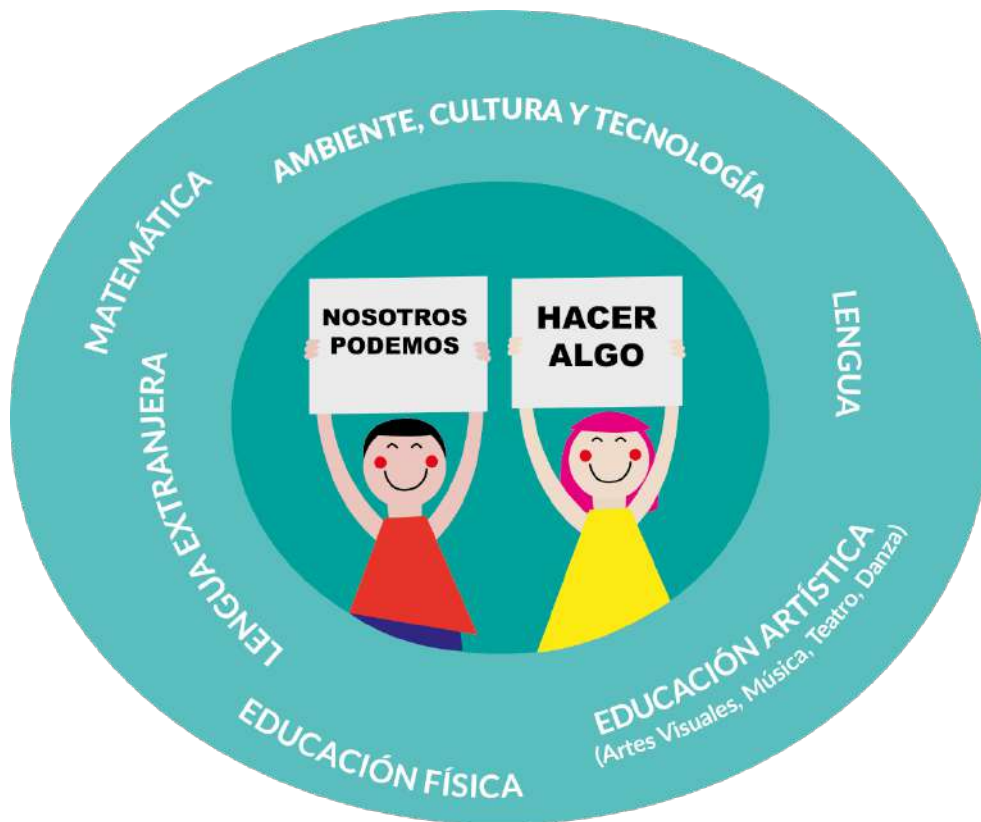 AMBIENTE, CULTURA Y TECNOLOGÍA
MATEMÁTICA
LENGUA
NOSOTROS
PODEMOS
HACER
ALGO
LENGUA EXTRANJERA
EDUCACIÓN ARTÍSTICA
(Artes Visuales, Música, Teatro, Danza)
EDUCACIÓN FÍSICA